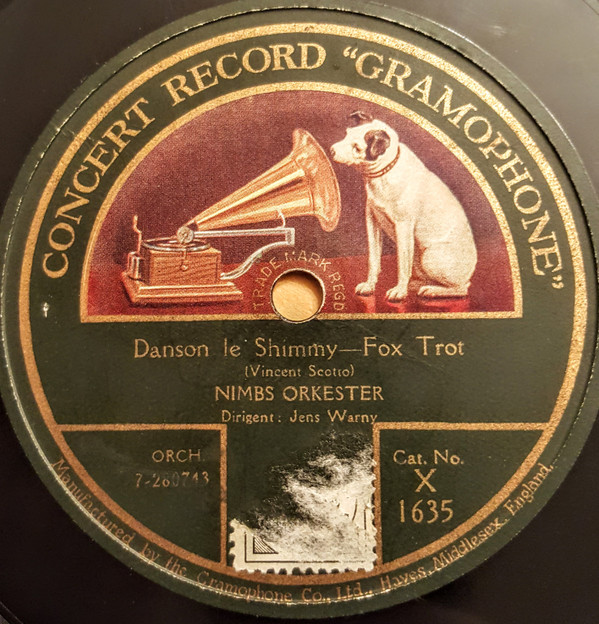 CONCERT RECORD "GRAMOPHONE"
TRADE MARK REGD
Danson le Shimmy—Fox Trot
(Vincent Scotto)
NIMBS ORKESTER
Dirigent: Jens Warny
ORCH.
7-280743
Cat. No.
X
1635
Manufactured by the Gramophone Co., Ltd., Hayes, Middlesex, England.